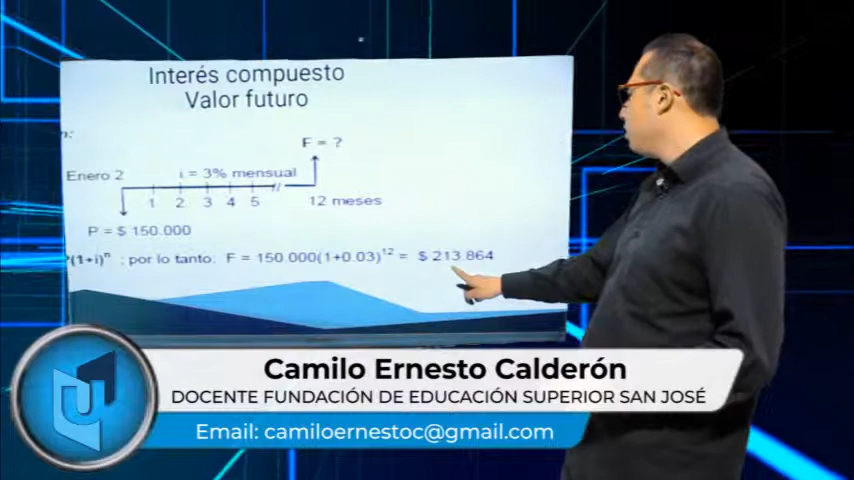 Interés compuesto
Valor futuro
n:
F = ?
Enero 2
i = 3% mensual
1 2 3 4 5
12 meses
P = $ 150.000
P(1+i)ⁿ : por lo tanto: F = 150.000(1+0.03)¹² = $ 213.864
Camilo Ernesto Calderón
DOCENTE FUNDACIÓN DE EDUCACIÓN SUPERIOR SAN JOSÉ
Email: camiloernestoc@gmail.com